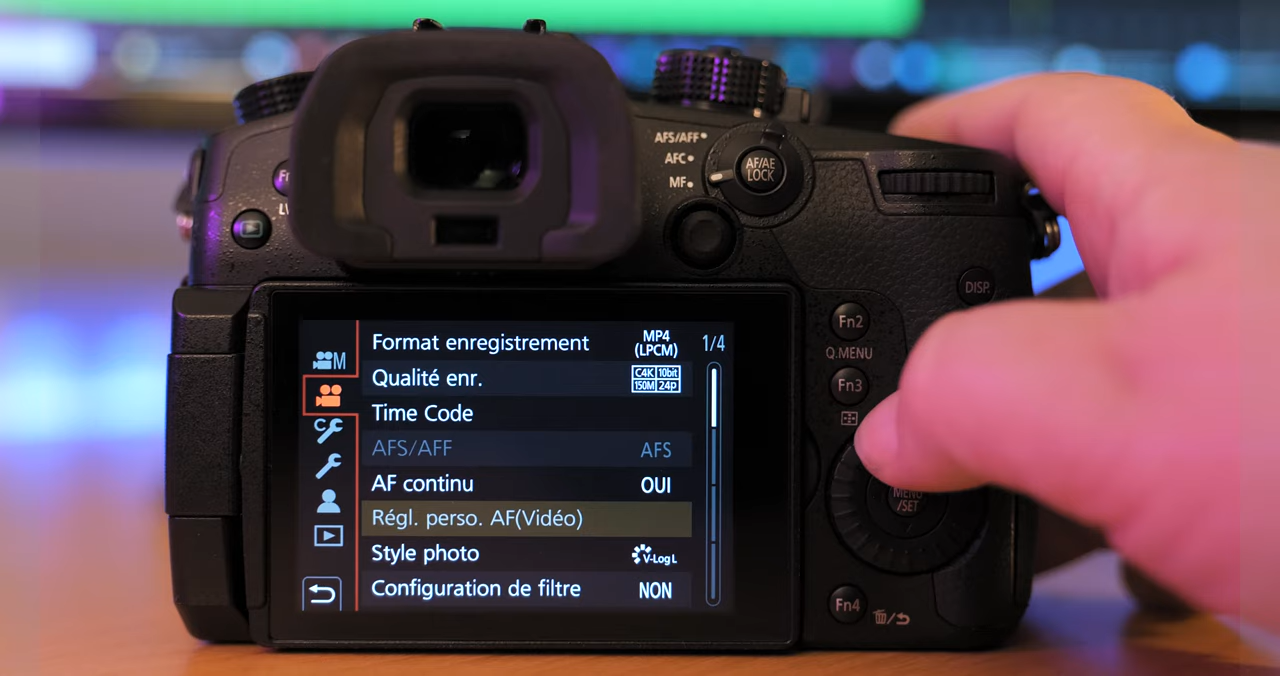 AFS/AFF
AFC
MF
AF/AE
LOCK
DISP.
Fn2
Q.MENU
Fn3
MENU
/SET
Fn4
M
C
Format enregistrement MP4 (LPCM) 1/4
Qualité enr. C4K 10bit 150M 24p
Time Code
AFS/AFF AFS
AF continu OUI
Régl. perso. AF(Vidéo)
Style photo V-Log L
Configuration de filtre NON